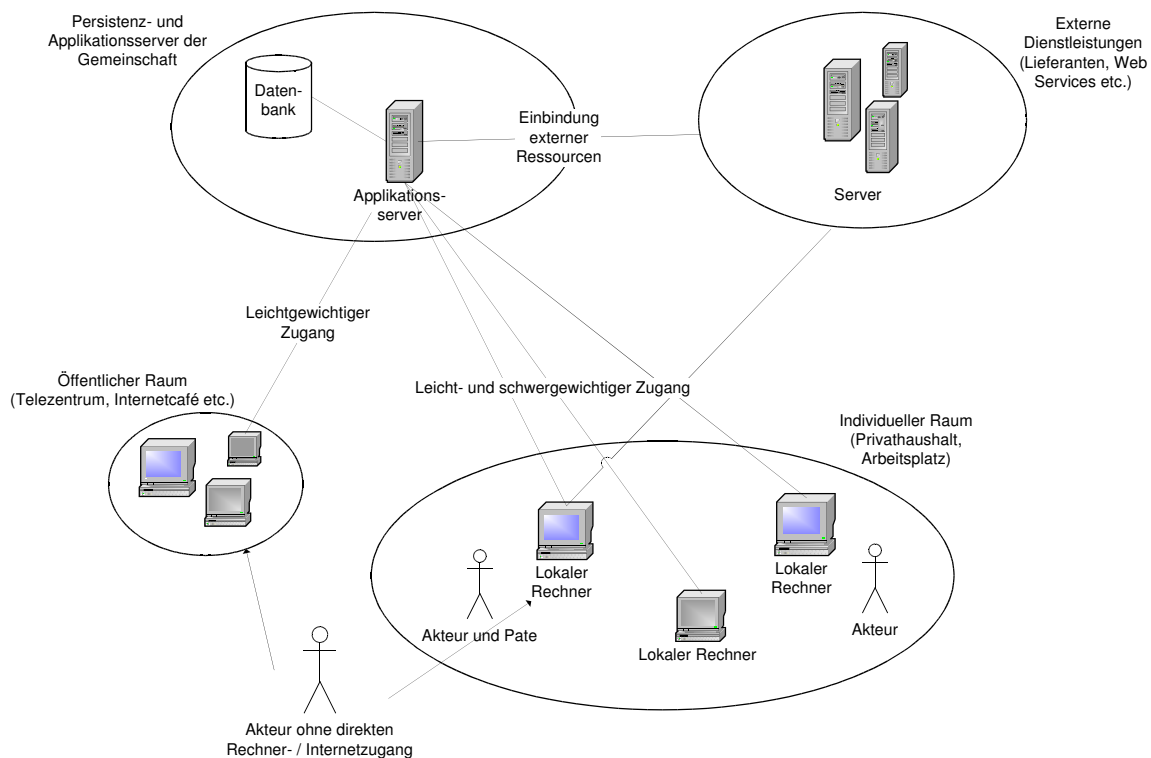 Persistenz- und
Applikationsserver der
Gemeinschaft
Externe
Dienstleistungen
(Lieferanten, Web
Services etc.)
Daten-
bank
Einbindung
externer
Ressourcen
Applikations-
server
Server
Leichtgewichtiger
Zugang
Leicht- und schwergewichtiger Zugang
Öffentlicher Raum
(Telezentrum, Internetcafé etc.)
Individueller Raum
(Privathaushalt,
Arbeitsplatz)
Lokaler
Rechner
Lokaler
Rechner
Akteur und Pate
Lokaler Rechner
Akteur
Akteur ohne direkten
Rechner- / Internetzugang